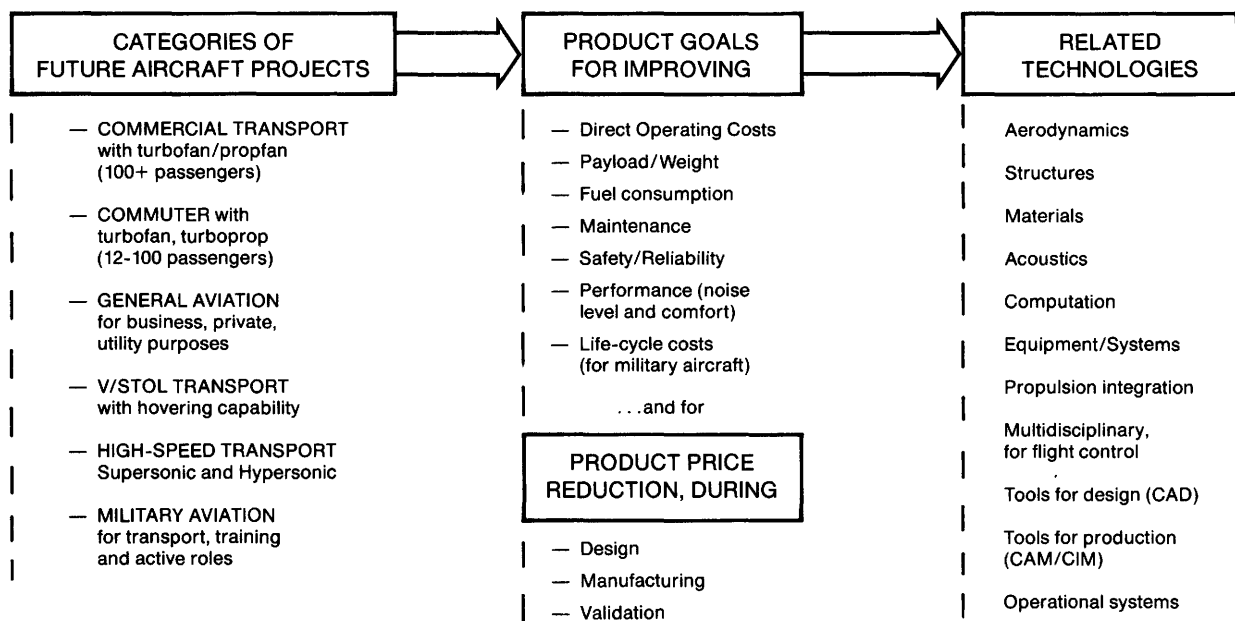 CATEGORIES OF
FUTURE AIRCRAFT PROJECTS
— COMMERCIAL TRANSPORT
with turbofan/propfan
(100+ passengers)
— COMMUTER with
turbofan, turboprop
(12-100 passengers)
— GENERAL AVIATION
for business, private,
utility purposes
— V/STOL TRANSPORT
with hovering capability
— HIGH-SPEED TRANSPORT
Supersonic and Hypersonic
— MILITARY AVIATION
for transport, training
and active roles
PRODUCT GOALS
FOR IMPROVING
— Direct Operating Costs
— Payload/Weight
— Fuel consumption
— Maintenance
— Safety/Reliability
— Performance (noise
level and comfort)
— Life-cycle costs
(for military aircraft)
...and for
PRODUCT PRICE
REDUCTION, DURING
— Design
— Manufacturing
— Validation
RELATED
TECHNOLOGIES
Aerodynamics
Structures
Materials
Acoustics
Computation
Equipment/Systems
Propulsion integration
Multidisciplinary,
for flight control
Tools for design (CAD)
Tools for production
(CAM/CIM)
Operational systems